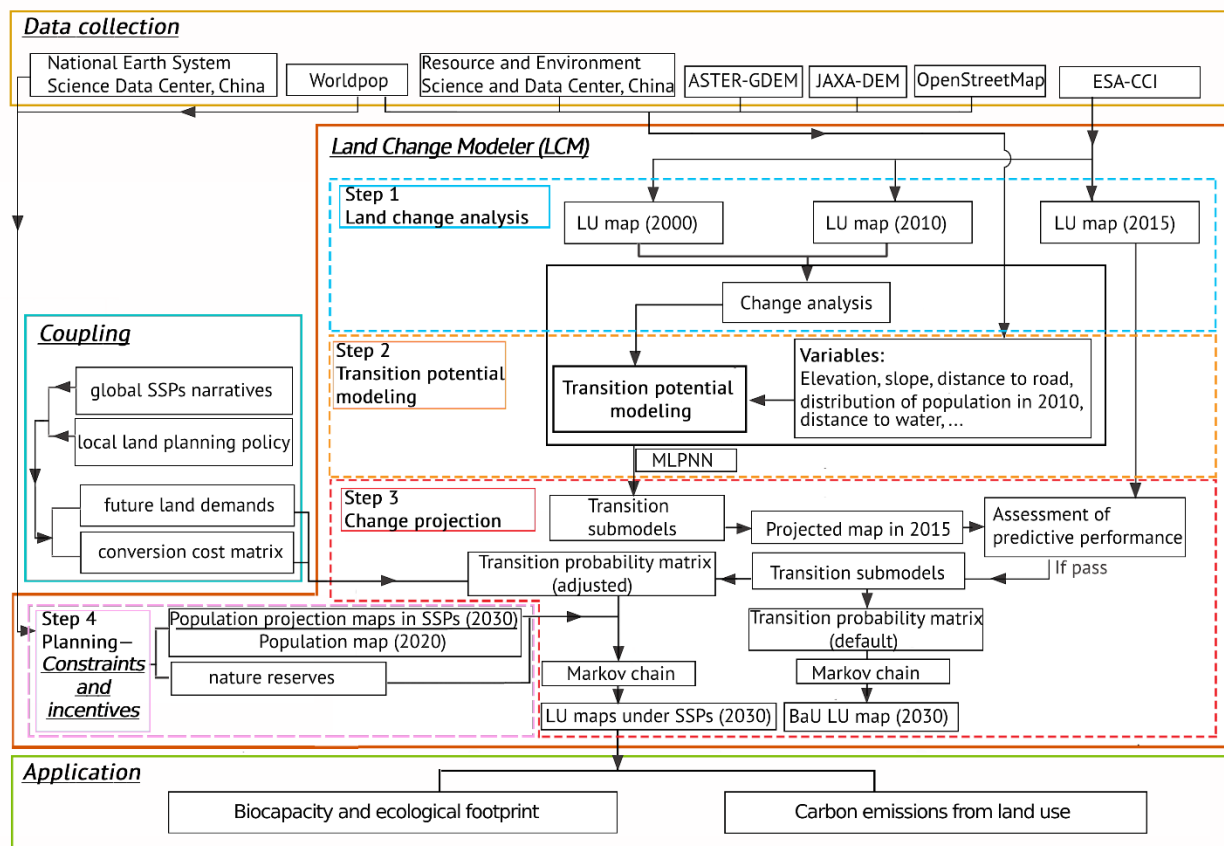 Data collection
National Earth System
Science Data Center, China
Worldpop
Resource and Environment
Science and Data Center, China
ASTER-GDEM
JAXA-DEM
OpenStreetMap
ESA-CCI
Land Change Modeler (LCM)
Step 1
Land change analysis
LU map (2000)
LU map (2010)
LU map (2015)
Change analysis
Coupling
global SSPs narratives
local land planning policy
future land demands
conversion cost matrix
Step 2
Transition potential
modeling
Transition potential
modeling
Variables:
Elevation, slope, distance to road,
distribution of population in 2010,
distance to water, ...
MLPNN
Step 3
Change projection
Transition
submodels
Projected map in 2015
Assessment of
predictive performance
If pass
Transition probability matrix
(adjusted)
Transition submodels
Transition probability matrix
(default)
Step 4
Planning—
Constraints
and
incentives
Population projection maps in SSPs (2030)
Population map (2020)
nature reserves
Markov chain
Markov chain
LU maps under SSPs (2030)
BaU LU map (2030)
Application
Biocapacity and ecological footprint
Carbon emissions from land use